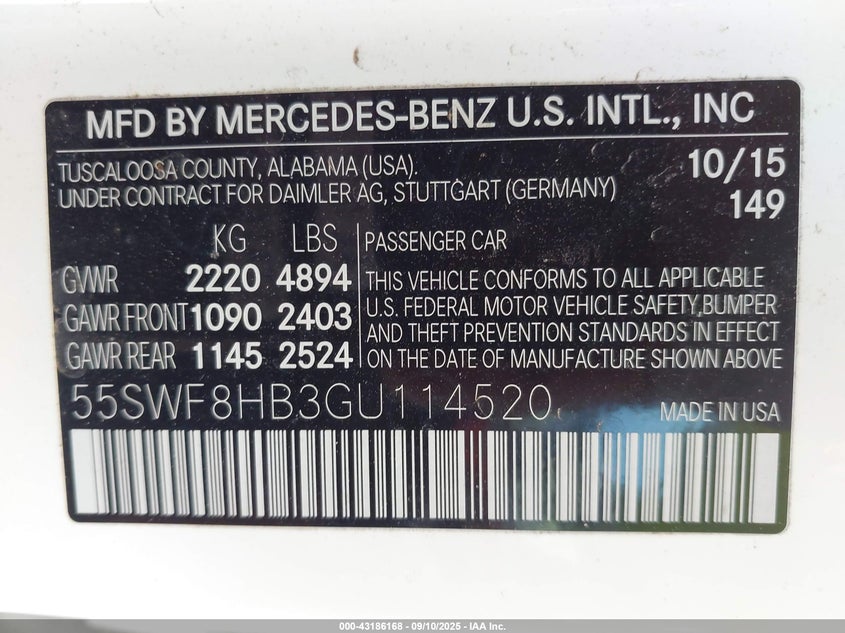 MFD BY MERCEDES-BENZ U.S. INTL., INC
TUSCALOOSA COUNTY, ALABAMA (USA). 10/15
UNDER CONTRACT FOR DAIMLER AG, STUTTGART (GERMANY) 149
KG LBS PASSENGER CAR
GVWR 2220 4894 THIS VEHICLE CONFORMS TO ALL APPLICABLE
GAWR FRONT 1090 2403 U.S. FEDERAL MOTOR VEHICLE SAFETY,BUMPER
AND THEFT PREVENTION STANDARDS IN EFFECT
GAWR REAR 1145 2524 ON THE DATE OF MANUFACTURE SHOWN ABOVE
55SWF8HB3GU114520 MADE IN USA
000-43186168 - 09/10/2025 - IAA Inc.